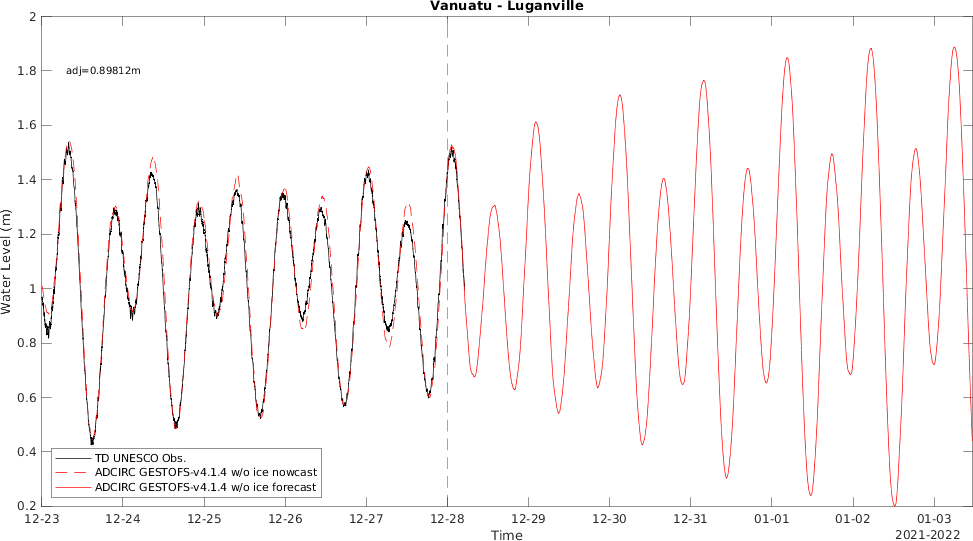 Vanuatu - Luganville
2
1.8
1.6
1.4
1.2
1
0.8
0.6
0.4
0.2
Water Level (m)
adj=0.89812m
TD UNESCO Obs.
ADCIRC GESTOFS-v4.1.4 w/o ice nowcast
ADCIRC GESTOFS-v4.1.4 w/o ice forecast
12-23 12-24 12-25 12-26 12-27 12-28 12-29 12-30 12-31 01-01 01-02 01-03
Time
2021-2022